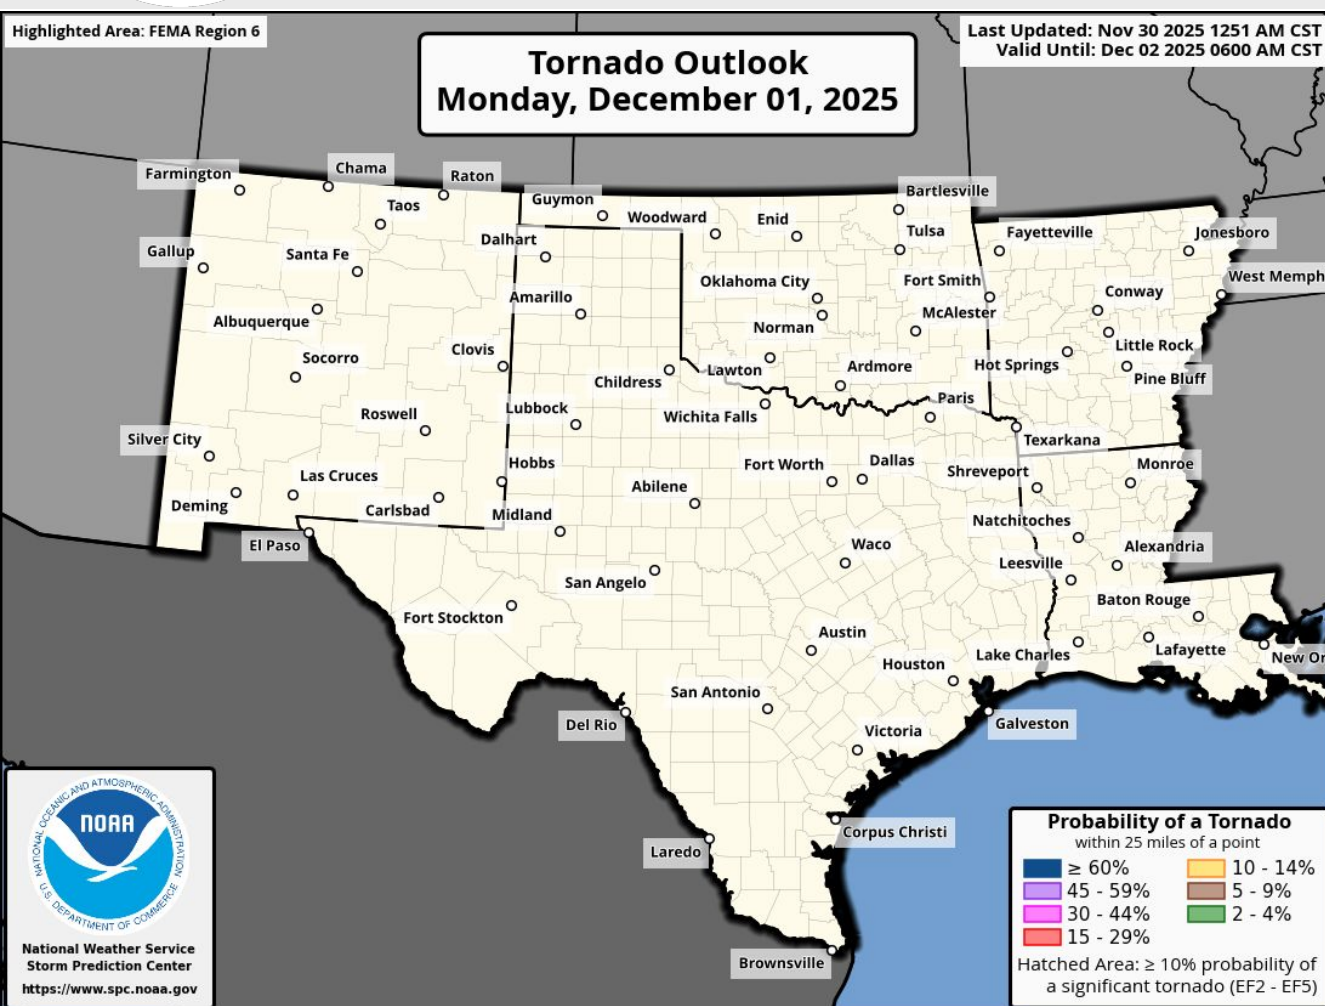 Highlighted Area: FEMA Region 6
Last Updated: Nov 30 2025 1251 AM CST
Valid Until: Dec 02 2025 0600 AM CST
Tornado Outlook
Monday, December 01, 2025
Farmington
Chama
Raton
Taos
Guymon
Woodward
Enid
Bartlesville
Tulsa
Fayetteville
Jonesboro
Gallup
Santa Fe
Dalhart
Amarillo
Oklahoma City
Fort Smith
Conway
West Memph
Albuquerque
Norman
McAlester
Little Rock
Socorro
Clovis
Childress
Lawton
Ardmore
Hot Springs
Pine Bluff
Roswell
Lubbock
Wichita Falls
Paris
Texarkana
Silver City
Las Cruces
Hobbs
Abilene
Fort Worth
Dallas
Shreveport
Monroe
Deming
Carlsbad
Midland
Natchitoches
El Paso
Waco
Alexandria
San Angelo
Leesville
Fort Stockton
Baton Rouge
Austin
Houston
Lake Charles
Lafayette
New Or
San Antonio
Del Rio
Victoria
Galveston
Corpus Christi
Laredo
Brownsville
NATIONAL OCEANIC AND ATMOSPHERIC ADMINISTRATION
NOAA
U.S. DEPARTMENT OF COMMERCE
National Weather Service
Storm Prediction Center
https://www.spc.noaa.gov
Probability of a Tornado
within 25 miles of a point
≥ 60%
45 - 59%
30 - 44%
15 - 29%
10 - 14%
5 - 9%
2 - 4%
Hatched Area: ≥ 10% probability of
a significant tornado (EF2 - EF5)